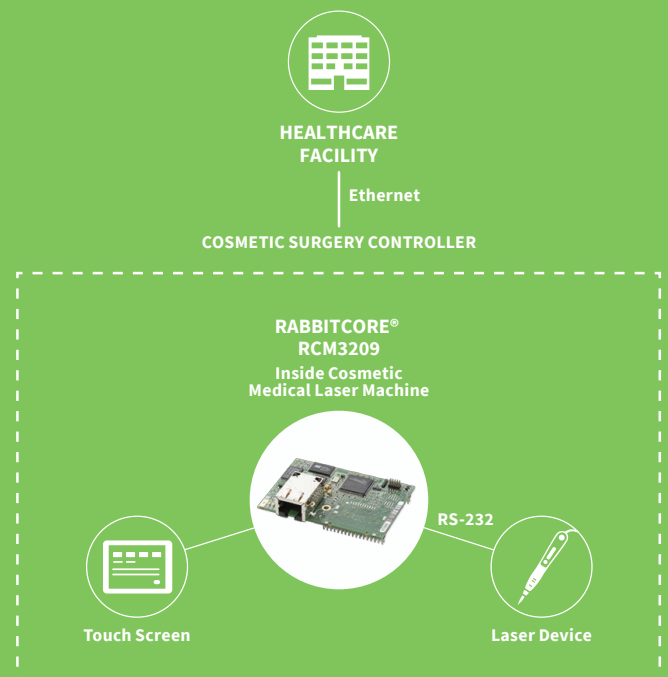 HEALTHCARE
FACILITY
Ethernet
COSMETIC SURGERY CONTROLLER
RABBITCORE®
RCM3209
Inside Cosmetic
Medical Laser Machine
RS-232
Touch Screen
Laser Device